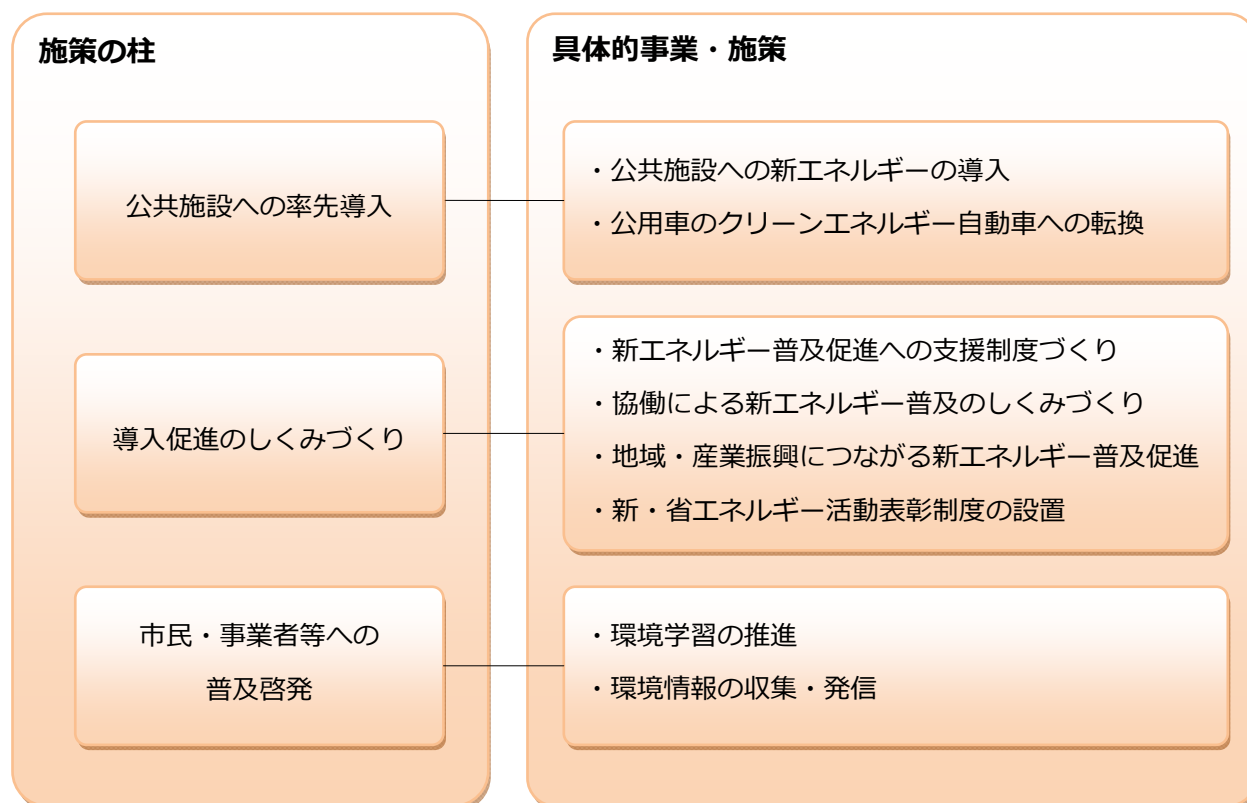 施策の柱
具体的事業・施策
公共施設への率先導入
・公共施設への新エネルギーの導入
・公用車のクリーンエネルギー自動車への転換
導入促進のしくみづくり
・新エネルギー普及促進への支援制度づくり
・協働による新エネルギー普及のしくみづくり
・地域・産業振興につながる新エネルギー普及促進
・新・省エネルギー活動表彰制度の設置
市民・事業者等への
普及啓発
・環境学習の推進
・環境情報の収集・発信